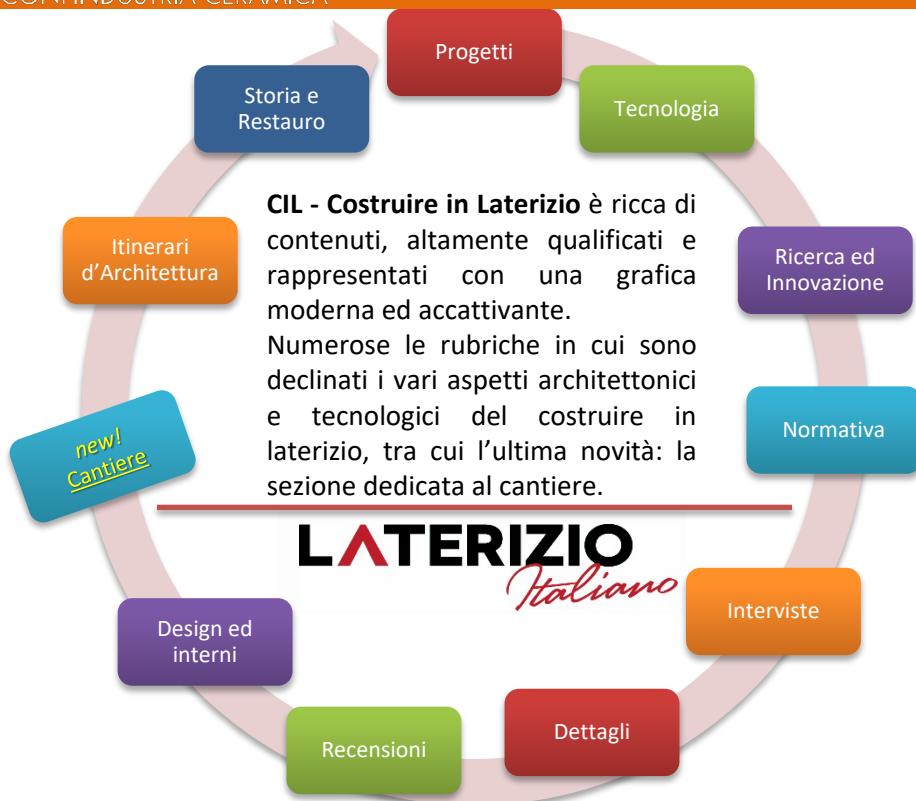 CONFINDUSTRIA CERAMICA
Progetti
Tecnologia
Ricerca ed
Innovazione
Normativa
Interviste
Dettagli
Recensioni
Design ed
interni
new!
Cantiere
Itinerari
d’Architettura
Storia e
Restauro
CIL - Costruire in Laterizio è ricca di
contenuti, altamente qualificati e
rappresentati con una grafica
moderna ed accattivante.
Numerose le rubriche in cui sono
declinati i vari aspetti architettonici
e tecnologici del costruire in
laterizio, tra cui l’ultima novità: la
sezione dedicata al cantiere.
LATERIZIO
Italiano